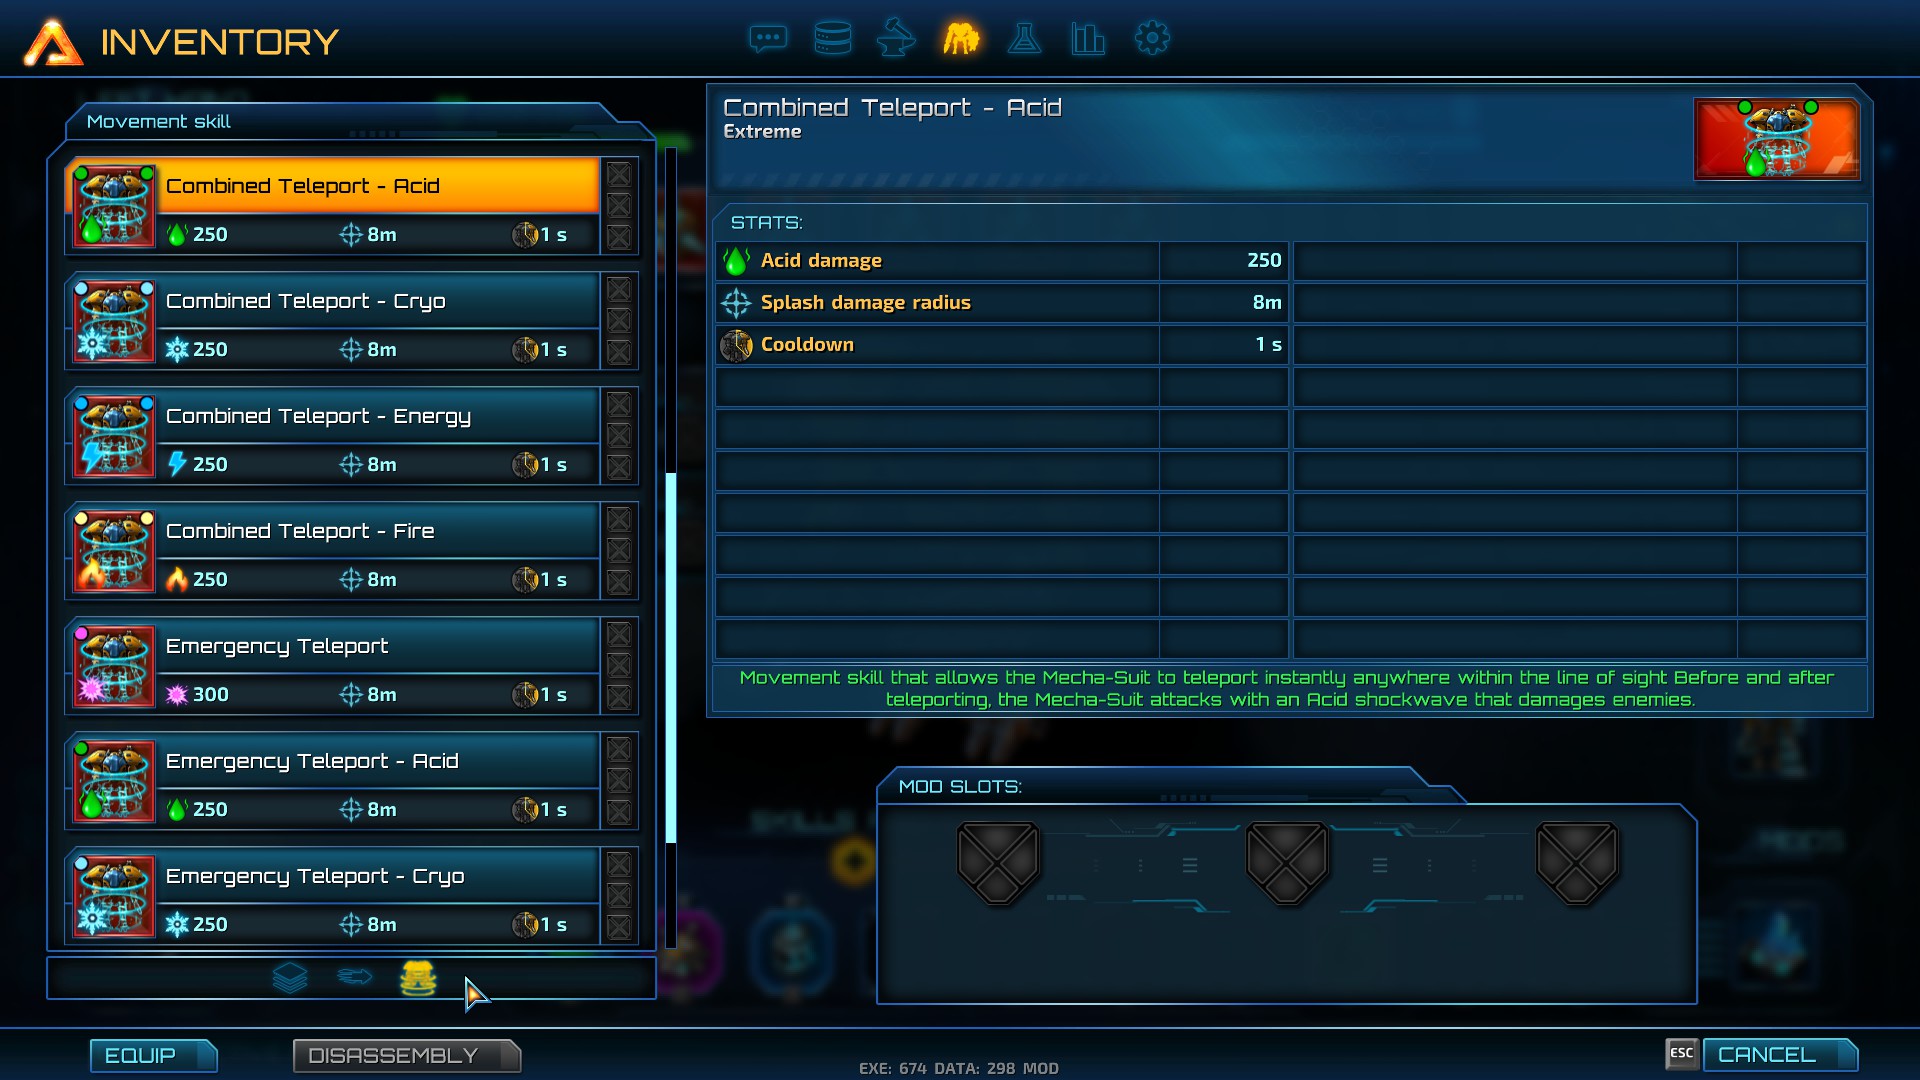 INVENTORY
Movement skill
Combined Teleport - Acid
250 8m 1 s
Combined Teleport - Cryo
250 8m 1 s
Combined Teleport - Energy
250 8m 1 s
Combined Teleport - Fire
250 8m 1 s
Emergency Teleport
300 8m 1 s
Emergency Teleport - Acid
250 8m 1 s
Emergency Teleport - Cryo
250 8m 1 s
Combined Teleport - Acid
Extreme
STATS:
Acid damage 250
Splash damage radius 8m
Cooldown 1 s
Movement skill that allows the Mecha-Suit to teleport instantly anywhere within the line of sight Before and after
teleporting, the Mecha-Suit attacks with an Acid shockwave that damages enemies.
MOD SLOTS:
SKILLS
MODS
EQUIP
DISASSEMBLY
EXE: 674 DATA: 298 MOD
ESC
CANCEL